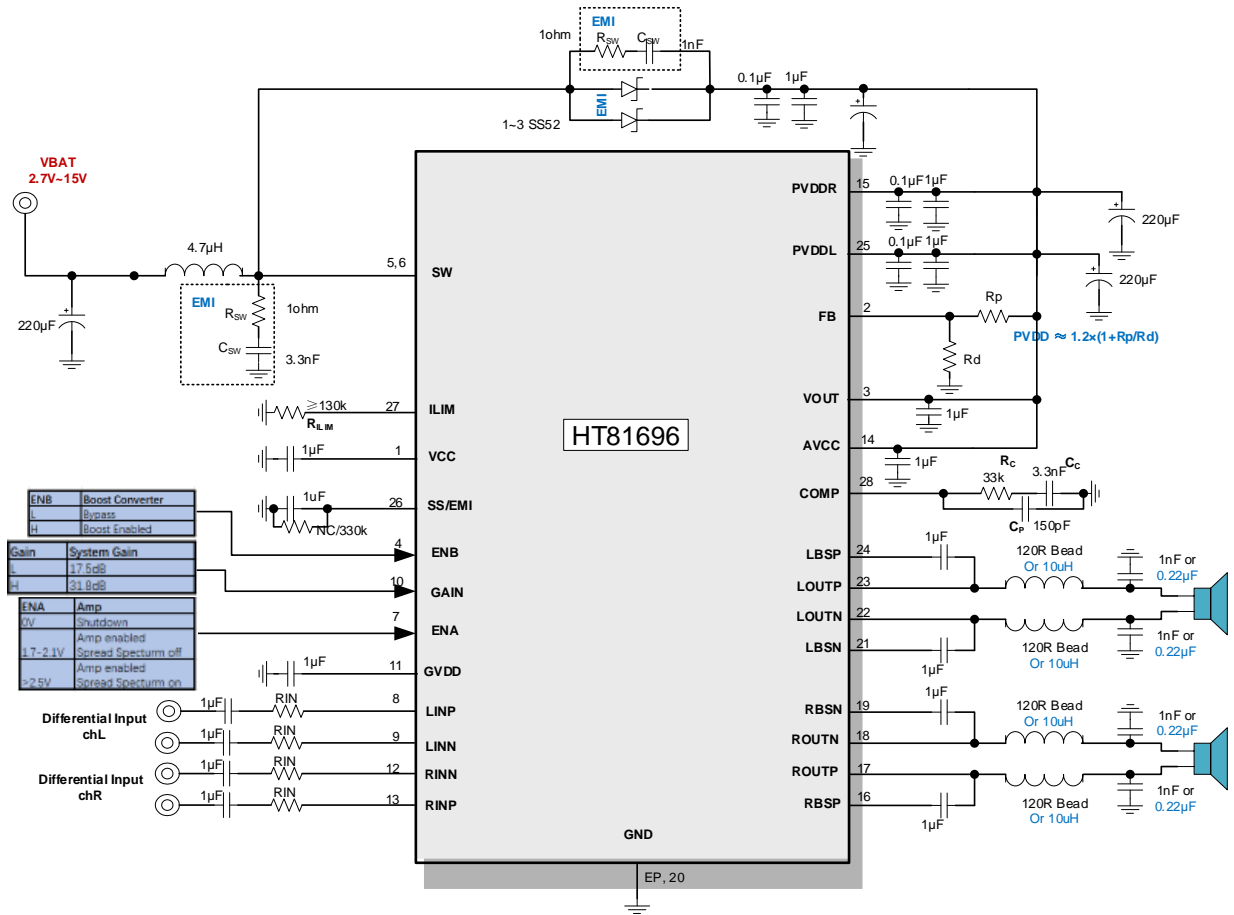 EMI
1ohm
RSW
CSW
1nF
0.1µF
1µF
EMI
1~3 SS52
VBAT
2.7V~15V
15
PVDDR
0.1µF
1µF
220µF
4.7µH
5,6
SW
25
PVDDL
0.1µF
1µF
220µF
EMI
RSW
1ohm
CSW
3.3nF
220µF
2
FB
Rp
Rd
PVDD ≈ 1.2×(1+Rp/Rd)
≥130k
RILIM
27
ILIM
3
VOUT
1µF
HT81696
1µF
1
VCC
14
AVCC
1µF
1uF
NC/330k
26
SS/EMI
28
COMP
RC
33k
3.3nF
CC
CP
150pF
ENB
Boost Converter
L
Bypass
H
Boost Enabled
4
ENB
Gain
System Gain
L
17.5dB
H
31.8dB
10
GAIN
ENA
Amp
0V
Shutdown
Amp enabled
1.7~2.1V
Spread Specturm off
Amp enabled
>2.5V
Spread Specturm on
7
ENA
LBSP
24
1µF
LOUTP
23
120R Bead
Or 10uH
1nF or
0.22µF
LOUTN
22
LBSN
21
1µF
120R Bead
Or 10uH
1nF or
0.22µF
1µF
11
GVDD
Differential Input
chL
1µF
RIN
8
LINP
1µF
RIN
9
LINN
Differential Input
chR
1µF
RIN
12
RINN
1µF
RIN
13
RINP
RBSN
19
1µF
ROUTN
18
120R Bead
Or 10uH
1nF or
0.22µF
ROUTP
17
RBSP
16
1µF
120R Bead
Or 10uH
1nF or
0.22µF
GND
EP, 20